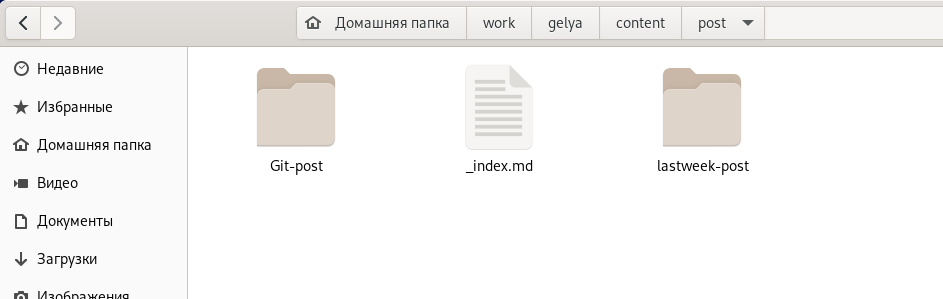 Домашняя папка work gelya content post
Недавние
Избранные
Домашняя папка
Видео
Документы
Загрузки
Изображения
Git-post _index.md lastweek-post